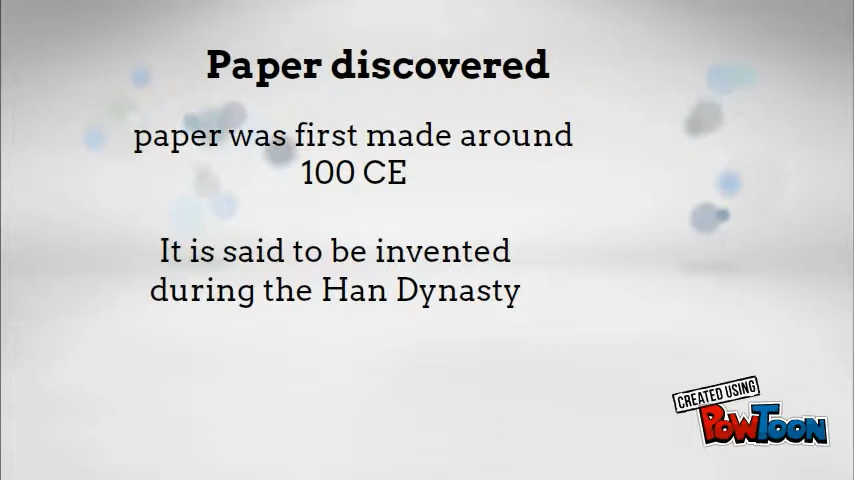 Paper discovered
paper was first made around
100 CE
It is said to be invented
during the Han Dynasty
CREATED USING
POWTOON